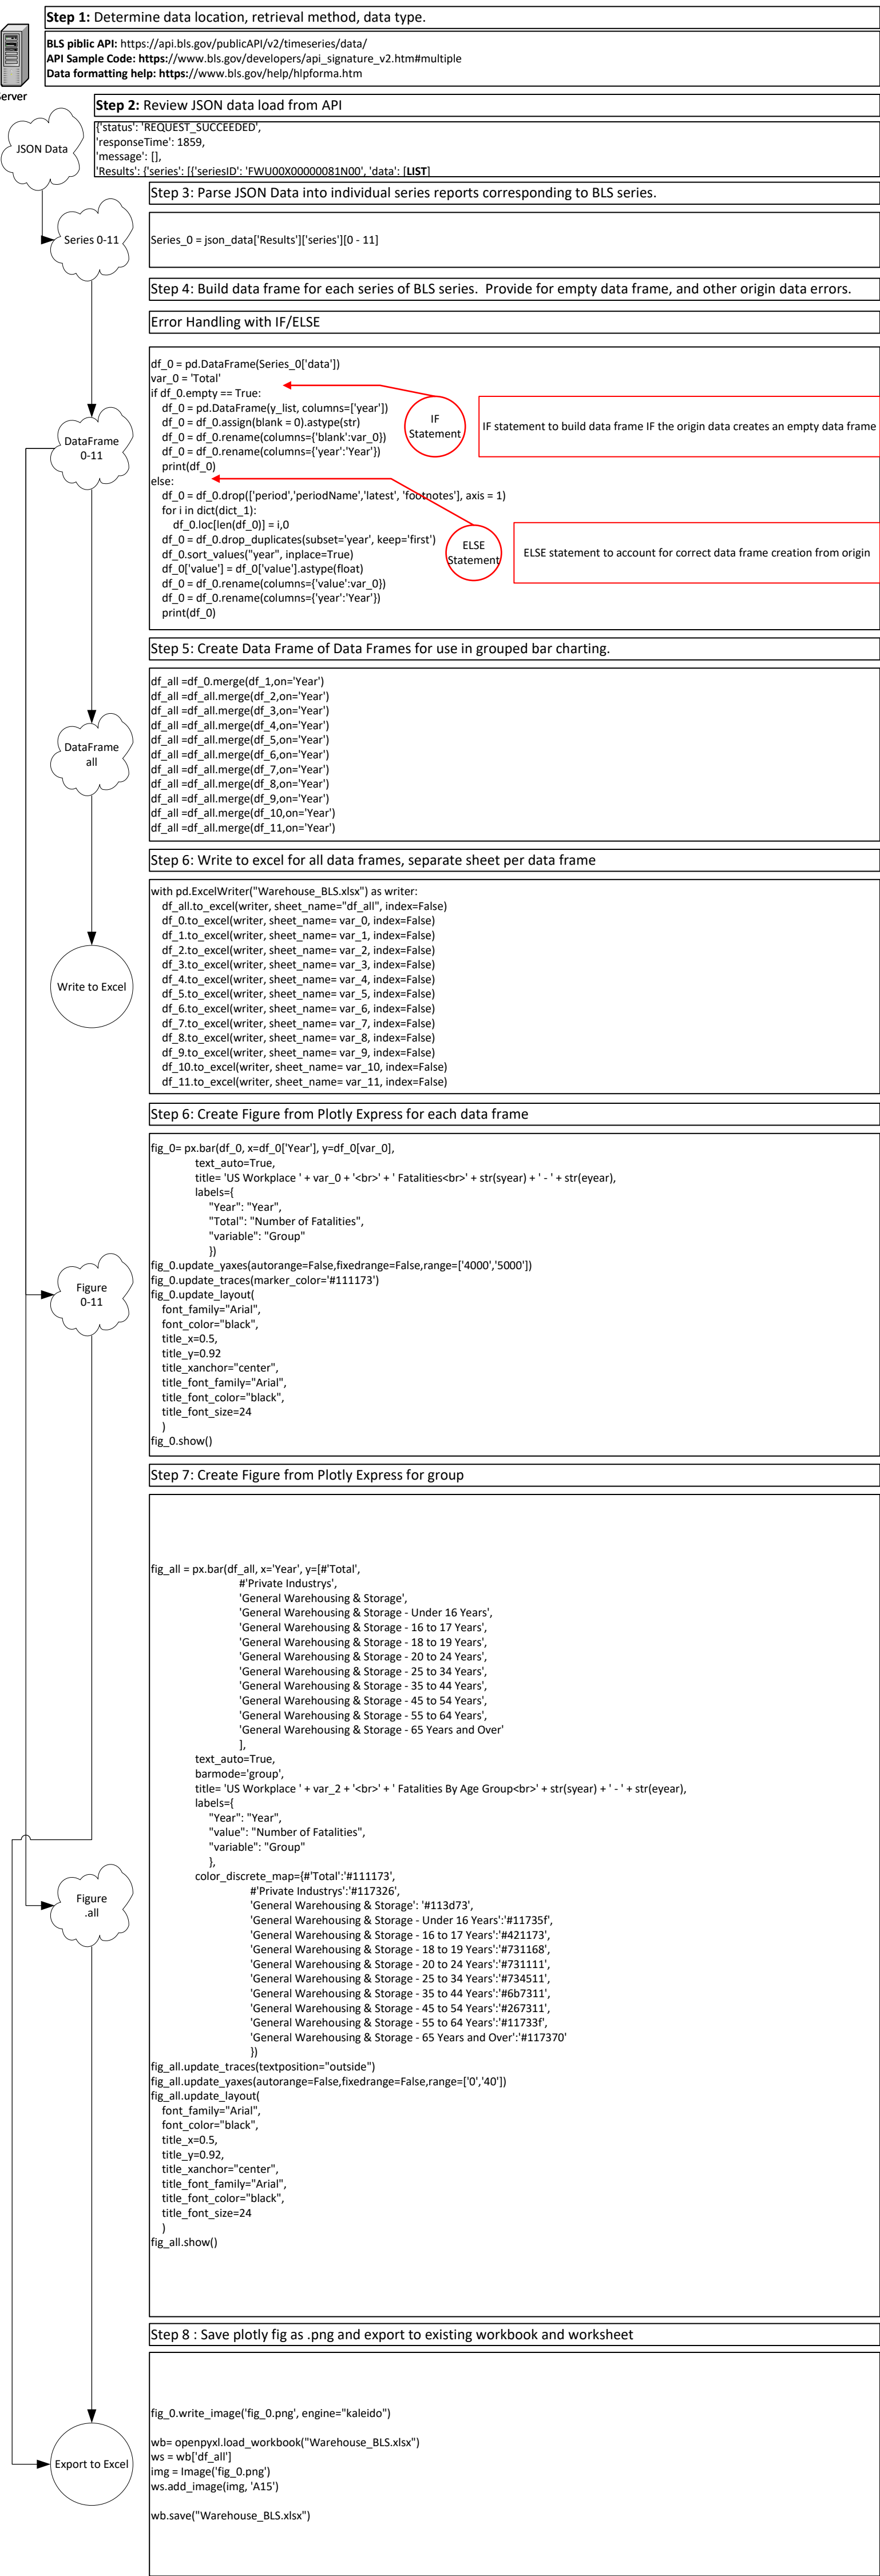 Step 1: Determine data location, retrieval method, data type.
BLS piblic API: https://api.bls.gov/publicAPI/v2/timeseries/data/
API Sample Code: https://www.bls.gov/developers/api_signature_v2.htm#multiple
Data formatting help: https://www.bls.gov/help/hlpforma.htm
Step 2: Review JSON data load from API
JSON Data
{'status': 'REQUEST_SUCCEEDED',
'responseTime': 1859,
'message': [],
'Results': {'series': [{'seriesID': 'FWU00X00000081N00', 'data': [LIST]
Step 3: Parse JSON Data into individual series reports corresponding to BLS series.
Series 0-11
Series_0 = json_data['Results']['series'][0 - 11]
Step 4: Build data frame for each series of BLS series.  Provide for empty data frame, and other origin data errors.
Error Handling with IF/ELSE
DataFrame
0-11
df_0 = pd.DataFrame(Series_0['data'])
var_0 = 'Total'
if df_0.empty == True:
df_0 = pd.DataFrame(y_list, columns=['year'])
df_0 = df_0.assign(blank = 0).astype(str)
df_0 = df_0.rename(columns={'blank':var_0})
df_0 = df_0.rename(columns={'year':'Year'})
print(df_0)
else:
df_0 = df_0.drop(['period','periodName','latest', 'footnotes'], axis = 1)
for i in dict(dict_1):
df_0.loc[len(df_0)] = i,0
df_0 = df_0.drop_duplicates(subset='year', keep='first')
df_0.sort_values("year", inplace=True)
df_0['value'] = df_0['value'].astype(float)
df_0 = df_0.rename(columns={'value':var_0})
df_0 = df_0.rename(columns={'year':'Year'})
print(df_0)
IF
Statement
IF statement to build data frame IF the origin data creates an empty data frame
ELSE
Statement
ELSE statement to account for correct data frame creation from origin
Step 5: Create Data Frame of Data Frames for use in grouped bar charting.
DataFrame
all
df_all =df_0.merge(df_1,on='Year')
df_all =df_all.merge(df_2,on='Year')
df_all =df_all.merge(df_3,on='Year')
df_all =df_all.merge(df_4,on='Year')
df_all =df_all.merge(df_5,on='Year')
df_all =df_all.merge(df_6,on='Year')
df_all =df_all.merge(df_7,on='Year')
df_all =df_all.merge(df_8,on='Year')
df_all =df_all.merge(df_9,on='Year')
df_all =df_all.merge(df_10,on='Year')
df_all =df_all.merge(df_11,on='Year')
Step 6: Write to excel for all data frames, separate sheet per data frame
Write to Excel
with pd.ExcelWriter("Warehouse_BLS.xlsx") as writer:
df_all.to_excel(writer, sheet_name="df_all", index=False)
df_0.to_excel(writer, sheet_name= var_0, index=False)
df_1.to_excel(writer, sheet_name= var_1, index=False)
df_2.to_excel(writer, sheet_name= var_2, index=False)
df_3.to_excel(writer, sheet_name= var_3, index=False)
df_4.to_excel(writer, sheet_name= var_4, index=False)
df_5.to_excel(writer, sheet_name= var_5, index=False)
df_6.to_excel(writer, sheet_name= var_6, index=False)
df_7.to_excel(writer, sheet_name= var_7, index=False)
df_8.to_excel(writer, sheet_name= var_8, index=False)
df_9.to_excel(writer, sheet_name= var_9, index=False)
df_10.to_excel(writer, sheet_name= var_10, index=False)
df_11.to_excel(writer, sheet_name= var_11, index=False)
Step 6: Create Figure from Plotly Express for each data frame
Figure
0-11
fig_0= px.bar(df_0, x=df_0['Year'], y=df_0[var_0],
text_auto=True,
title= 'US Workplace ' + var_0 + '<br>' + ' Fatalities<br>' + str(syear) + ' - ' + str(eyear),
labels={
"Year": "Year",
"Total": "Number of Fatalities",
"variable": "Group"
})
fig_0.update_yaxes(autorange=False,fixedrange=False,range=['4000','5000'])
fig_0.update_traces(marker_color='#111173')
fig_0.update_layout(
font_family="Arial",
font_color="black",
title_x=0.5,
title_y=0.92
title_xanchor="center",
title_font_family="Arial",
title_font_color="black",
title_font_size=24
)
fig_0.show()
Step 7: Create Figure from Plotly Express for group
Figure
.all
fig_all = px.bar(df_all, x='Year', y=[#'Total',
#'Private Industrys',
'General Warehousing & Storage',
'General Warehousing & Storage - Under 16 Years',
'General Warehousing & Storage - 16 to 17 Years',
'General Warehousing & Storage - 18 to 19 Years',
'General Warehousing & Storage - 20 to 24 Years',
'General Warehousing & Storage - 25 to 34 Years',
'General Warehousing & Storage - 35 to 44 Years',
'General Warehousing & Storage - 45 to 54 Years',
'General Warehousing & Storage - 55 to 64 Years',
'General Warehousing & Storage - 65 Years and Over'
],
text_auto=True,
barmode='group',
title= 'US Workplace ' + var_2 + '<br>' + ' Fatalities By Age Group<br>' + str(syear) + ' - ' + str(eyear),
labels={
"Year": "Year",
"value": "Number of Fatalities",
"variable": "Group"
},
color_discrete_map={#'Total':'#111173',
#'Private Industrys':'#117326',
'General Warehousing & Storage': '#113d73',
'General Warehousing & Storage - Under 16 Years':'#11735f',
'General Warehousing & Storage - 16 to 17 Years':'#421173',
'General Warehousing & Storage - 18 to 19 Years':'#731168',
'General Warehousing & Storage - 20 to 24 Years':'#731111',
'General Warehousing & Storage - 25 to 34 Years':'#734511',
'General Warehousing & Storage - 35 to 44 Years':'#6b7311',
'General Warehousing & Storage - 45 to 54 Years':'#267311',
'General Warehousing & Storage - 55 to 64 Years':'#11733f',
'General Warehousing & Storage - 65 Years and Over':'#117370'
})
fig_all.update_traces(textposition="outside")
fig_all.update_yaxes(autorange=False,fixedrange=False,range=['0','40'])
fig_all.update_layout(
font_family="Arial",
font_color="black",
title_x=0.5,
title_y=0.92,
title_xanchor="center",
title_font_family="Arial",
title_font_color="black",
title_font_size=24
)
fig_all.show()
Step 8 : Save plotly fig as .png and export to existing workbook and worksheet
Export to Excel
fig_0.write_image('fig_0.png', engine="kaleido")
wb= openpyxl.load_workbook("Warehouse_BLS.xlsx")
ws = wb['df_all']
img = Image('fig_0.png')
ws.add_image(img, 'A15')
wb.save("Warehouse_BLS.xlsx")